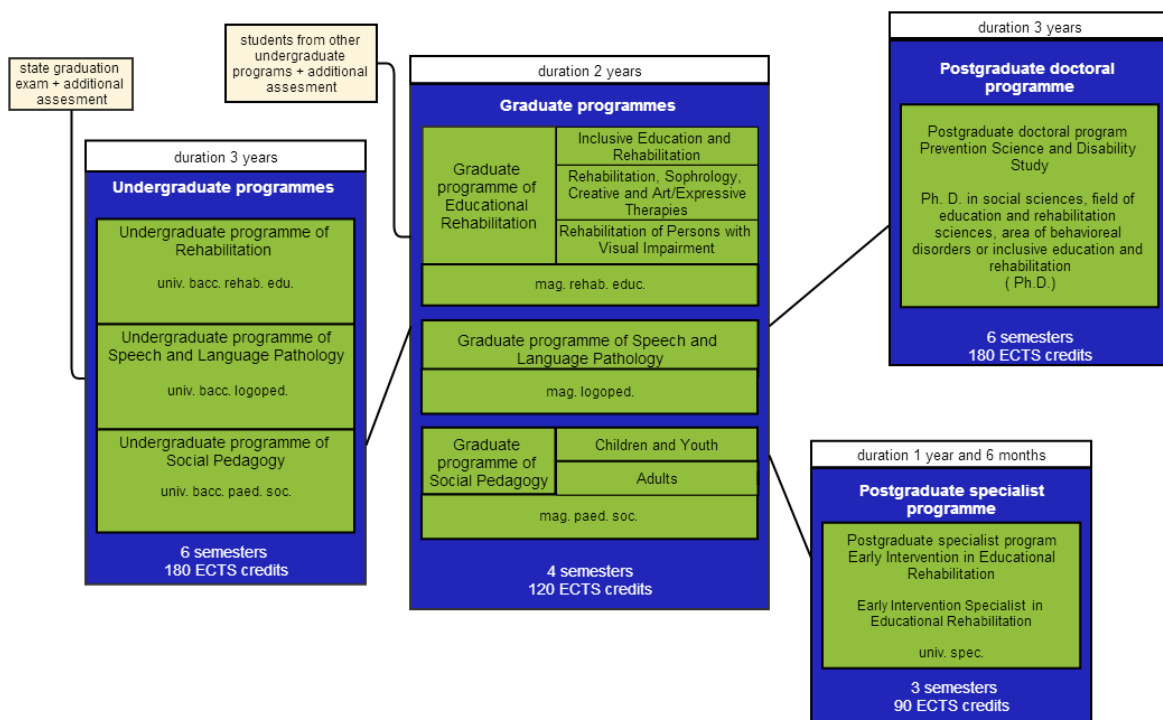 state graduation
exam + additional
assesment
duration 3 years
Undergraduate programmes
Undergraduate programme of
Rehabilitation
univ. bacc. rehab. edu.
Undergraduate programme of
Speech and Language Pathology
univ. bacc. logoped.
Undergraduate programme of
Social Pedagogy
univ. bacc. paed. soc.
6 semesters
180 ECTS credits
students from other
undergraduate
programs + additional
assesment
duration 2 years
Graduate programmes
Graduate
programme of
Educational
Rehabilitation
Inclusive Education and
Rehabilitation
Rehabilitation, Sophrology,
Creative and Art/Expressive
Therapies
Rehabilitation of Persons with
Visual Impairment
mag. rehab. educ.
Graduate programme of Speech and
Language Pathology
mag. logoped.
Graduate
programme of
Social Pedagogy
Children and Youth
Adults
mag. paed. soc.
4 semesters
120 ECTS credits
duration 3 years
Postgraduate doctoral
programme
Postgraduate doctoral program
Prevention Science and Disability
Study
Ph. D. in social sciences, field of
education and rehabilitation
sciences, area of behavioreal
disorders or inclusive education and
rehabilitation
( Ph.D.)
6 semesters
180 ECTS credits
duration 1 year and 6 months
Postgraduate specialist
programme
Postgraduate specialist program
Early Intervention in Educational
Rehabilitation
Early Intervention Specialist in
Educational Rehabilitation
univ. spec.
3 semesters
90 ECTS credits